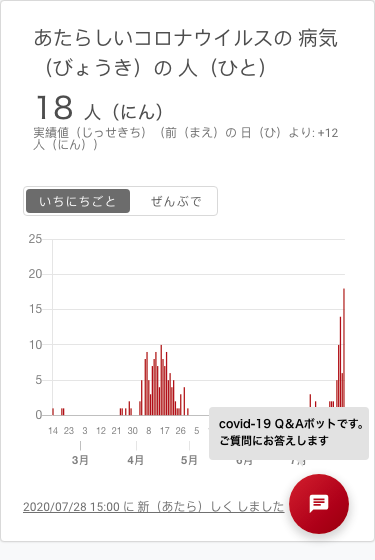 あたらしいコロナウイルスの 病気
（びょうき）の 人（ひと）
18 人（にん）
実績値（じっせきち）（前（まえ）の 日（ひ）より: +12
人（にん））
いちにちごと ぜんぶで
25
20
15
10
5
0
14 23 3 12 21 30 8 17 26 5
3月 4月 5月
covid-19 Q&Aボットです。
ご質問にお答えします
2020/07/28 15:00 に 新（あたら）しく しました